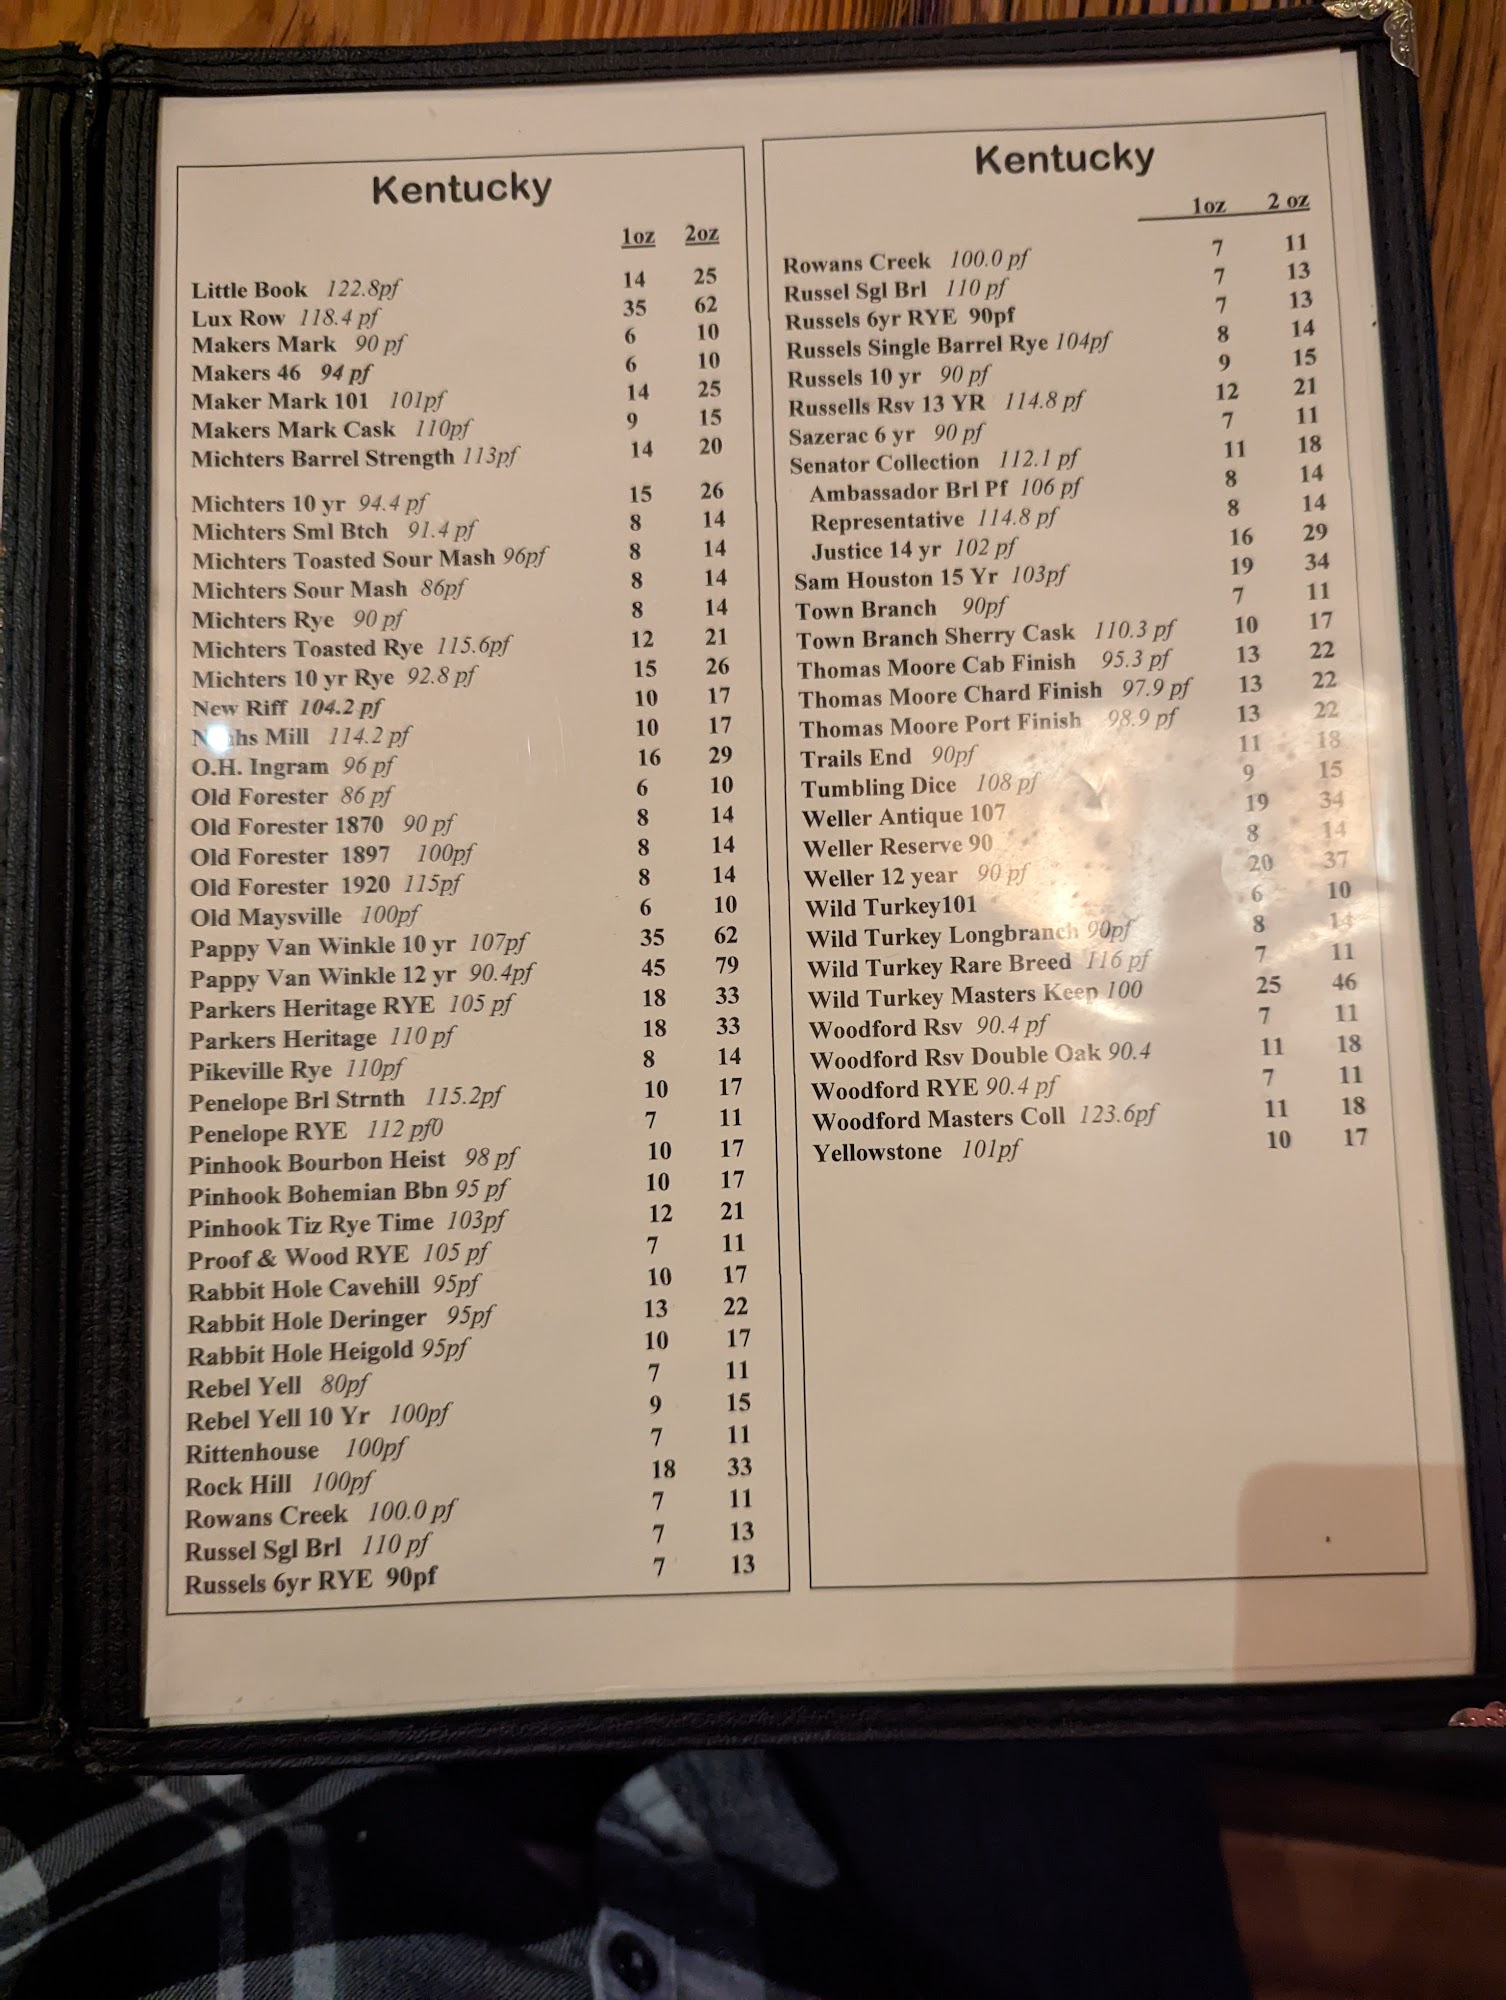 Kentucky
1oz 2oz
Little Book 122.8pf 14 25
Lux Row 118.4 pf 35 62
Makers Mark 90 pf 6 10
Makers 46 94 pf 6 10
Maker Mark 101 101pf 14 25
Makers Mark Cask 110pf 9 15
Michters Barrel Strength 113pf 14 20
Michters 10 yr 94.4 pf 15 26
Michters Sml Btch 91.4 pf 8 14
Michters Toasted Sour Mash 96pf 8 14
Michters Sour Mash 86pf 8 14
Michters Rye 90 pf 8 14
Michters Toasted Rye 115.6pf 12 21
Michters 10 yr Rye 92.8 pf 15 26
New Riff 104.2 pf 10 17
Mill 114.2 pf 10 17
O.H. Ingram 96 pf 16 29
Old Forester 86 pf 6 10
Old Forester 1870 90 pf 8 14
Old Forester 1897 100pf 8 14
Old Forester 1920 115pf 8 14
Old Maysville 100pf 6 10
Pappy Van Winkle 10 yr 107pf 35 62
Pappy Van Winkle 12 yr 90.4pf 45 79
Parkers Heritage RYE 105 pf 18 33
Parkers Heritage 110 pf 18 33
Pikeville Rye 110pf 8 14
Penelope Brl Strnth 115.2pf 10 17
Penelope RYE 112 pf0 7 11
Pinhook Bourbon Heist 98 pf 10 17
Pinhook Bohemian Bbn 95 pf 10 17
Pinhook Tiz Rye Time 103pf 12 21
Proof & Wood RYE 105 pf 7 11
Rabbit Hole Cavehill 95pf 10 17
Rabbit Hole Deringer 95pf 13 22
Rabbit Hole Heigold 95pf 10 17
Rebel Yell 80pf 7 11
Rebel Yell 10 Yr 100pf 9 15
Rittenhouse 100pf 7 11
Rock Hill 100pf 18 33
Rowans Creek 100.0 pf 7 11
Russel Sgl Brl 110 pf 7 13
Russels 6yr RYE 90pf 7 13
Kentucky
1oz 2 oz
Rowans Creek 100.0 pf 7 11
Russel Sgl Brl 110 pf 7 13
Russels 6yr RYE 90pf 7 13
Russels Single Barrel Rye 104pf 8 14
Russels 10 yr 90 pf 9 15
Russells Rsv 13 YR 114.8 pf 12 21
Sazerac 6 yr 90 pf 7 11
Senator Collection 112.1 pf 11 18
Ambassador Brl Pf 106 pf 8 14
Representative 114.8 pf 8 14
Justice 14 yr 102 pf 16 29
Sam Houston 15 Yr 103pf 19 34
Town Branch 90pf 7 11
Town Branch Sherry Cask 110.3 pf 10 17
Thomas Moore Cab Finish 95.3 pf 13 22
Thomas Moore Chard Finish 97.9 pf 13 22
Thomas Moore Port Finish 98.9 pf 13 22
Trails End 90pf 11 18
Tumbling Dice 108 pf 9 15
Weller Antique 107 19 34
Weller Reserve 90 8 14
Weller 12 year 90 pf 20 37
Wild Turkey101 6 10
Wild Turkey Longbranch 90pf 8 14
Wild Turkey Rare Breed 116 pf 7 11
Wild Turkey Masters Keep 100 25 46
Woodford Rsv 90.4 pf 7 11
Woodford Rsv Double Oak 90.4 11 18
Woodford RYE 90.4 pf 7 11
Woodford Masters Coll 123.6pf 11 18
Yellowstone 101pf 10 17